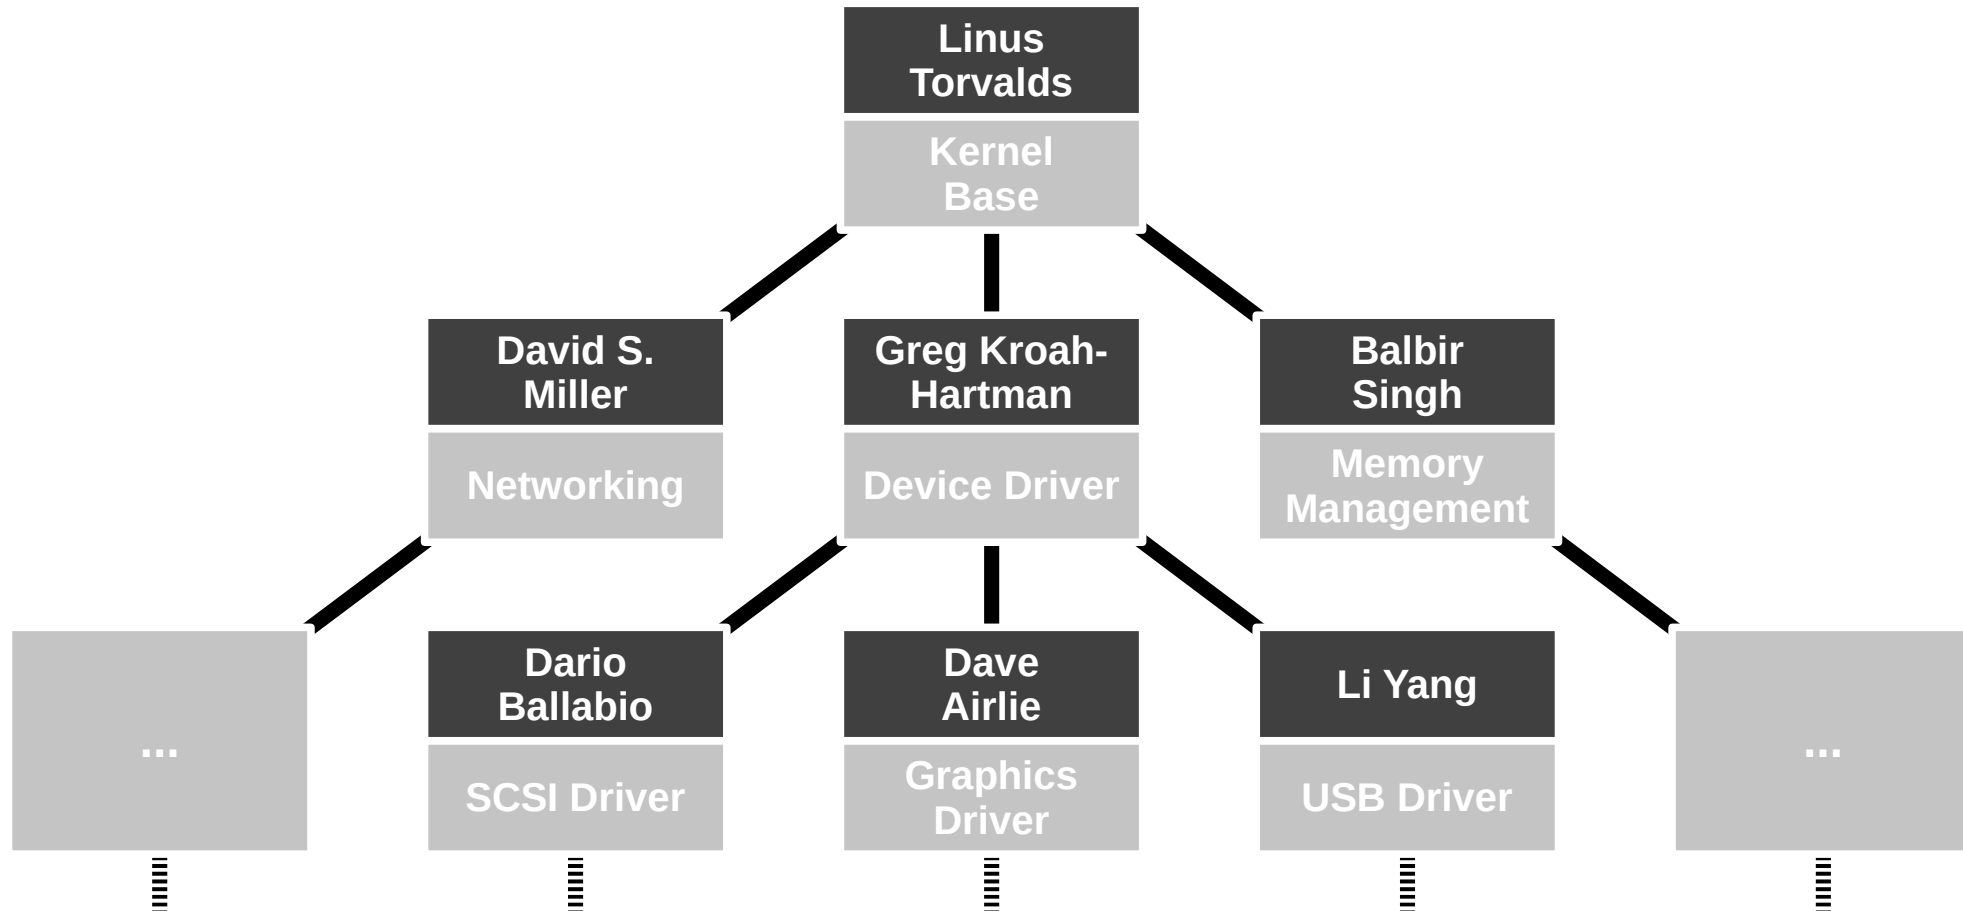 Linus
Torvalds
Kernel
Base
David S.
Miller
Networking
Greg Kroah-
Hartman
Device Driver
Balbir
Singh
Memory
Management
...
Dario
Ballabio
SCSI Driver
Dave
Airlie
Graphics
Driver
Li Yang
USB Driver
...